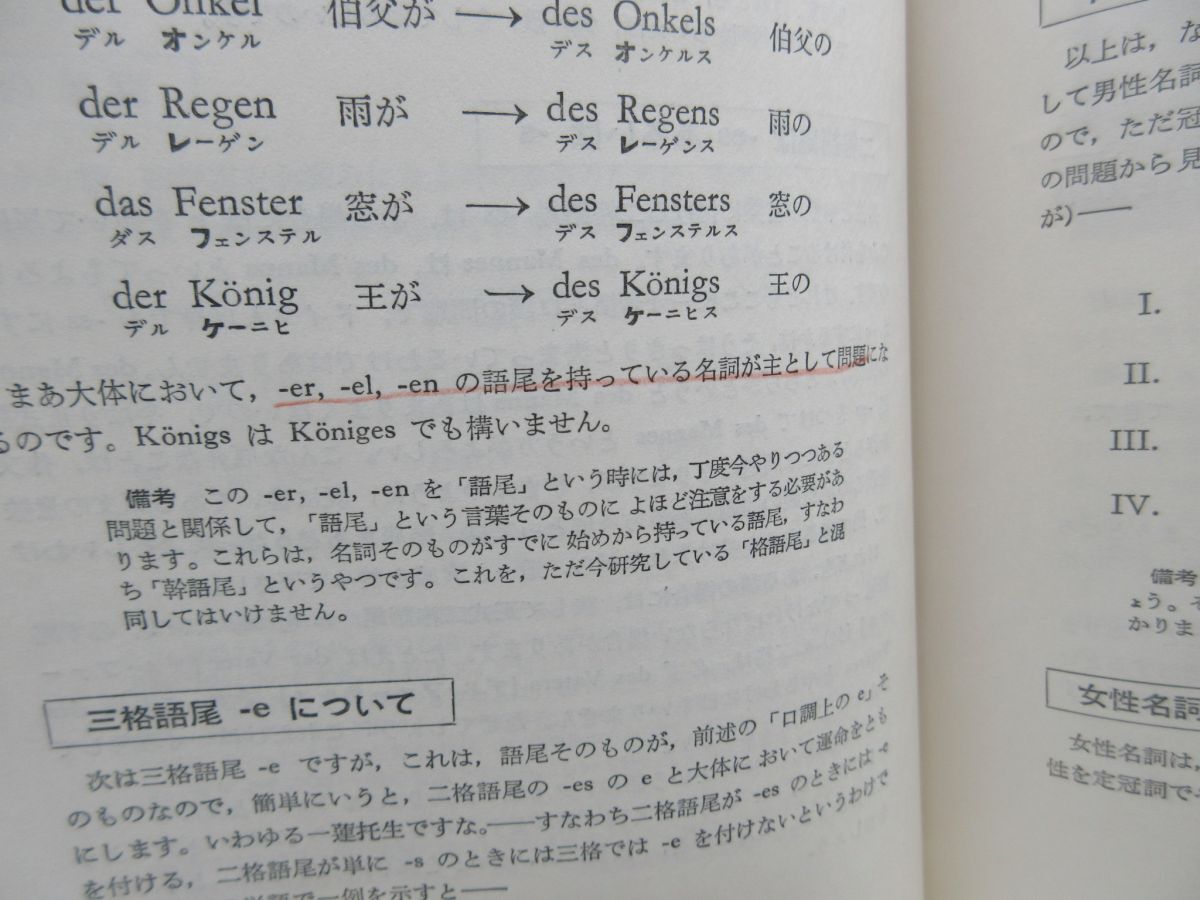 der Onkel 伯父が → des Onkels 伯父の
デル オンケル デス オンケルス
der Regen 雨が → des Regens 雨の
デル レーゲン デス レーゲンス
das Fenster 窓が → des Fensters 窓の
ダス フェンステル デス フェンステルス
der König 王が → des Königs 王の
デル ケーニヒ デス ケーニヒス
まあ大体において, -er, -el, -en の語尾を持っている名詞が主として問題にな
るのです。Königs は Königes でも構いません。
備考 この -er, -el, -en を「語尾」という時には, 丁度今やりつつある
問題と関係して,「語尾」という言葉そのものに よほど注意をする必要があ
ります。これらは, 名詞そのものがすでに 始めから持っている語尾, すなわ
ち「幹語尾」というやつです。これを, ただ今研究している「格語尾」と混
同してはいけません。
三格語尾 -e について
次は三格語尾 -e ですが, これは, 語尾そのものが, 前述の「口調上の e」そ
のものなので, 簡単にいうと, 二格語尾の -es の e と大体に おいて運命をとも
にします。いわゆる一蓮托生ですな。——すなわち二格語尾が -es のときには -e
を付ける, 二格語尾が単に -s のときには三格では -e を付けないというわけで
一例を示すと——
以上は, な
して男性名詞
ので, ただ冠
の問題から 見
が)——
I.
II.
III.
IV.
備考
ょう。そ
かりま
女性名詞
女性名詞は,
性を定冠詞で